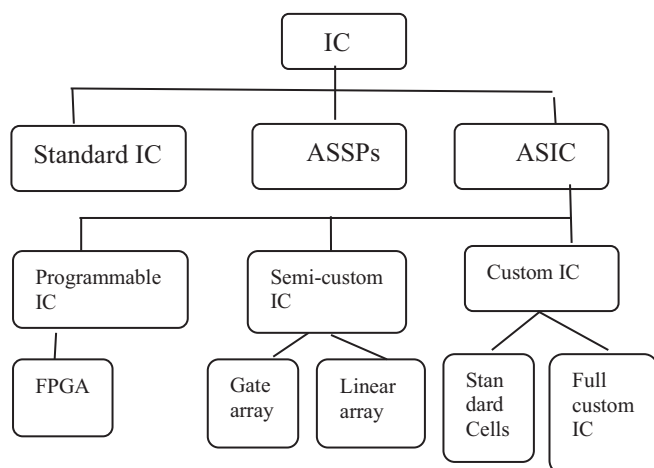 IC
Standard IC
ASSPs
ASIC
Programmable
IC
Semi-custom
IC
Custom IC
FPGA
Gate
array
Linear
array
Stan
dard
Cells
Full
custom
IC